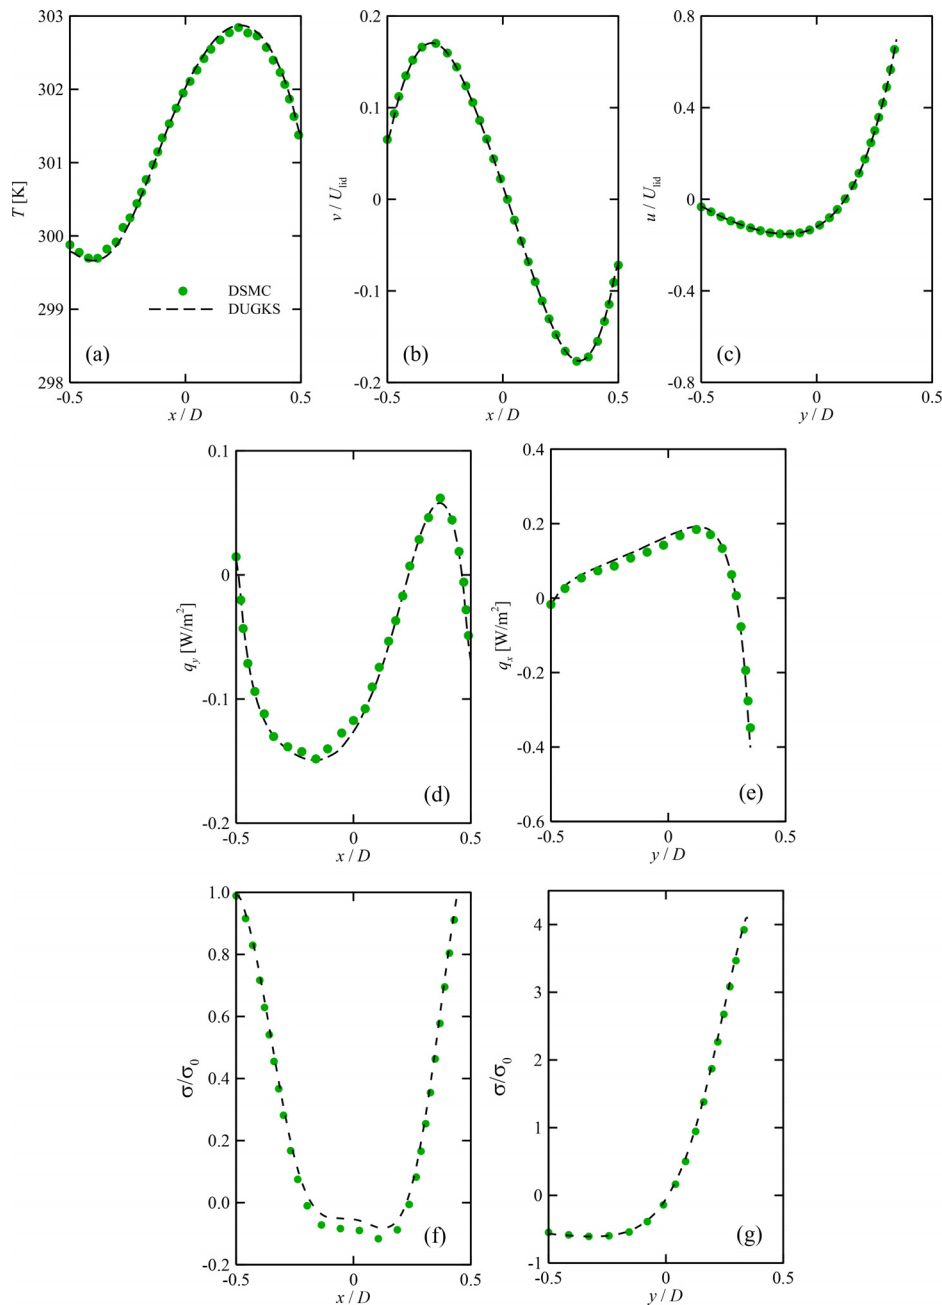 303
302
301
300
299
298
T [K]
DSMC
DUGKS
(a)
-0.5
0
0.5
x / D
0.2
0.1
0
-0.1
-0.2
v / U_lid
(b)
-0.5
0
0.5
x / D
0.8
0.4
0
-0.4
-0.8
u / U_lid
(c)
-0.5
0
0.5
y / D
0.1
0
-0.1
-0.2
q_y [W/m²]
(d)
-0.5
0
0.5
x / D
0.4
0.2
0
-0.2
-0.4
-0.6
q_x [W/m²]
(e)
-0.5
0
0.5
y / D
1.0
0.8
0.6
0.4
0.2
0.0
-0.2
σ/σ₀
(f)
-0.5
0
0.5
x / D
4
3
2
1
0
-1
σ/σ₀
(g)
-0.5
0
0.5
y / D